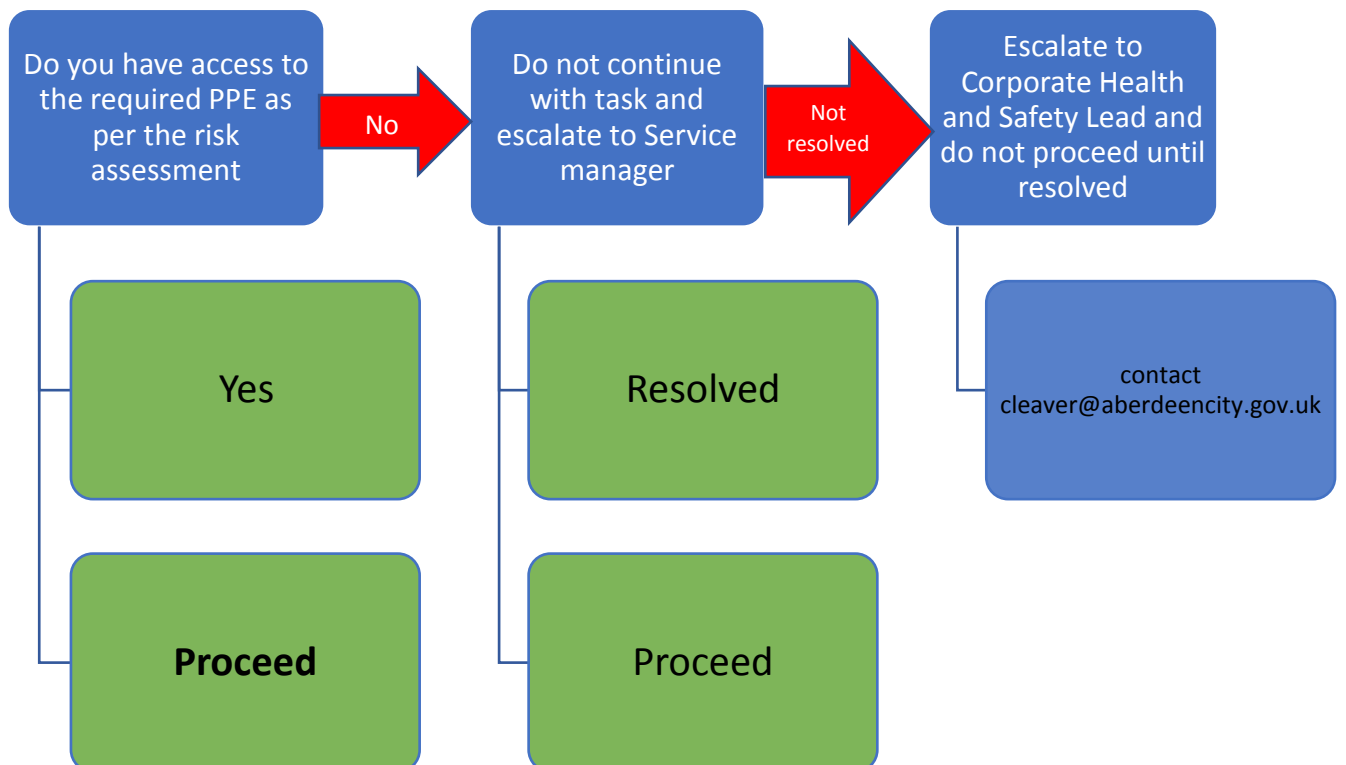 Do you have access to
the required PPE as
per the risk
assessment
No
Do not continue
with task and
escalate to Service
manager
Not
resolved
Escalate to
Corporate Health
and Safety Lead and
do not proceed until
resolved
Yes
Resolved
contact
cleaver@aberdeencity.gov.uk
Proceed
Proceed